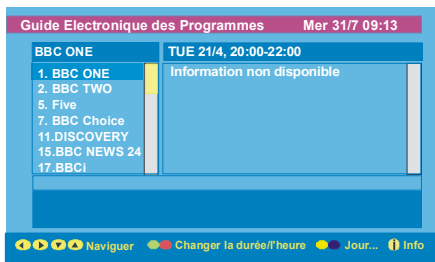 Guide Electronique des Programmes Mer 31/7 09:13
BBC ONE TUE 21/4, 20:00-22:00
1. BBC ONE
2. BBC TWO
5. Five
7. BBC Choice
11.DISCOVERY
15.BBC NEWS 24
17.BBCi
Information non disponible
Naviguer Changer la durée/l'heure Jour... i Info